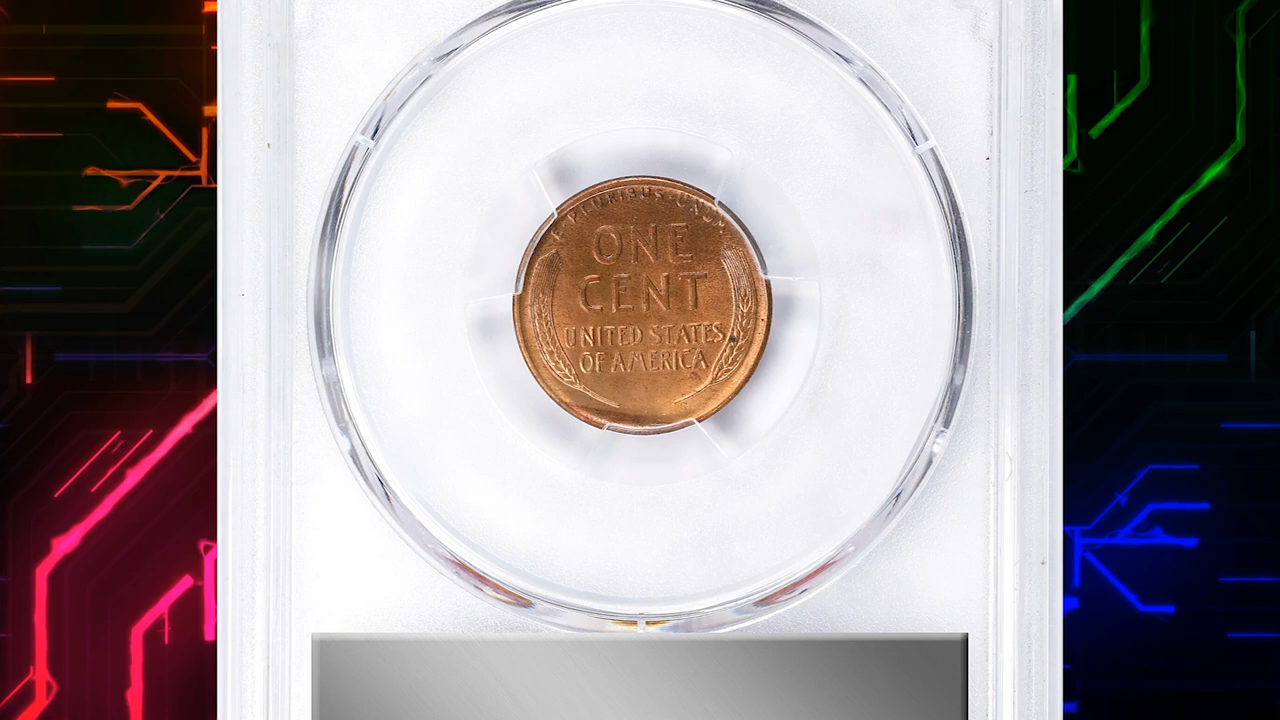 PLURIBUS · UNUM
ONE
CENT
UNITED STATES
OF AMERICA